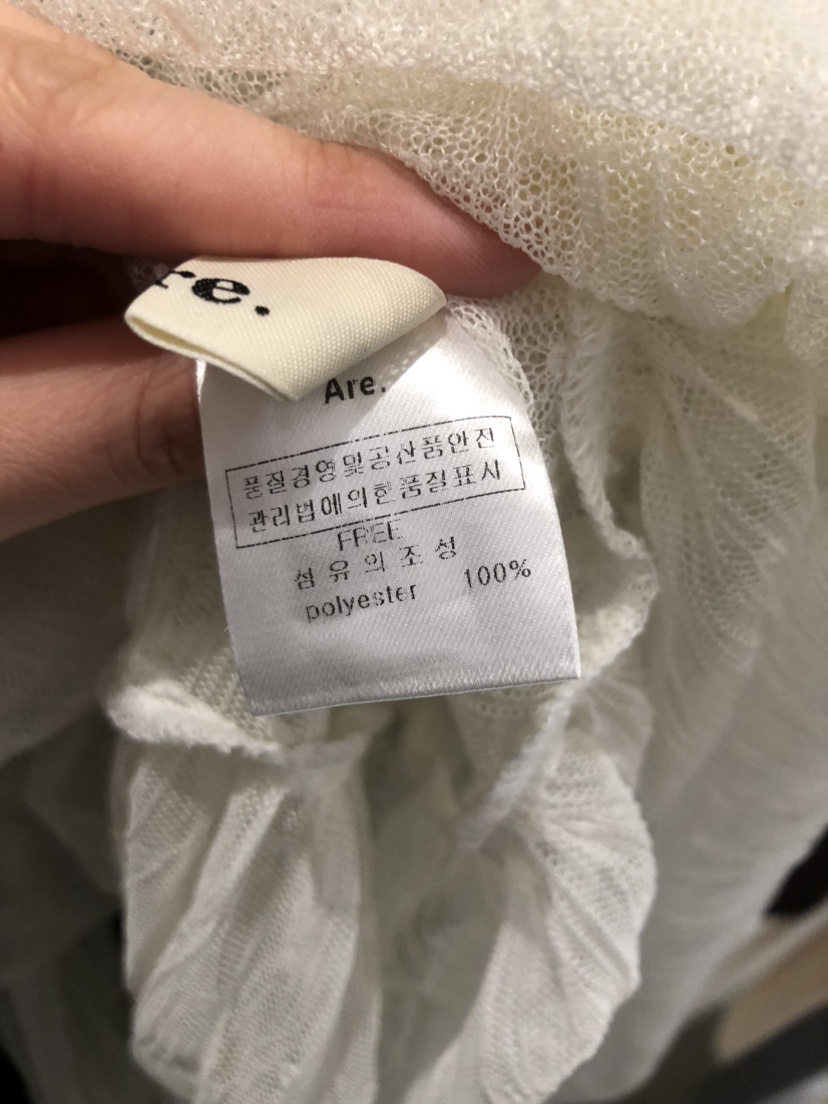 re.
Are.
품질경영및공산품안전
관리법에의한품질표시
FREE
섬유의조성
polyester 100%